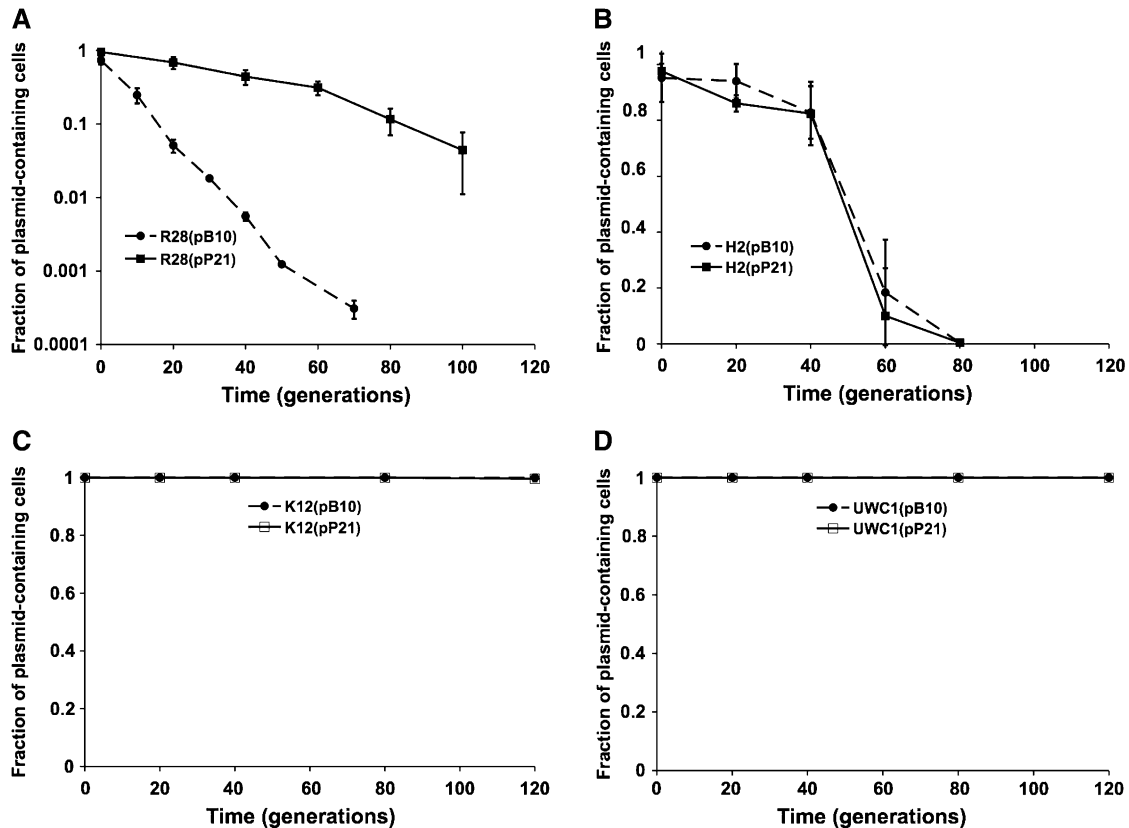 A
Fraction of plasmid-containing cells
1
0.1
0.01
0.001
0.0001
R28(pB10)
R28(pP21)
0 20 40 60 80 100 120
Time (generations)
B
Fraction of plasmid-containing cells
1
0.8
0.6
0.4
0.2
0
H2(pB10)
H2(pP21)
0 20 40 60 80 100 120
Time (generations)
C
Fraction of plasmid-containing cells
1
0.8
0.6
0.4
0.2
0
K12(pB10)
K12(pP21)
0 20 40 60 80 100 120
Time (generations)
D
Fraction of plasmid-containing cells
1
0.8
0.6
0.4
0.2
0
UWC1(pB10)
UWC1(pP21)
0 20 40 60 80 100 120
Time (generations)